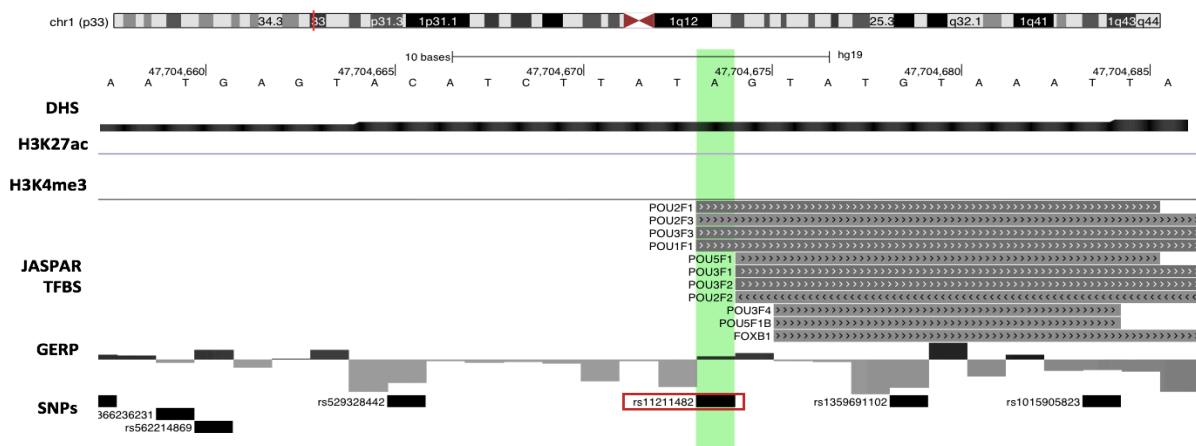 chr1 (p33) 34.3 33 p31.3 1p31.1 1q12 25.3 q32.1 1q41 1q43 q44
10 bases hg19
47,704,660 47,704,665 47,704,670 47,704,675 47,704,680 47,704,685
A A T G A G T A C A T C T T A T A G T A T G T A A A T T A
DHS
H3K27ac
H3K4me3
POU2F1
POU2F3
POU3F3
POU1F1
POU5F1
JASPAR
POU3F1
TFBS
POU3F2
POU2F2
POU3F4
POU5F1B
FOXB1
GERP
SNPs
rs529328442 rs11211482 rs1359691102 rs1015905823
366236231
rs562214869